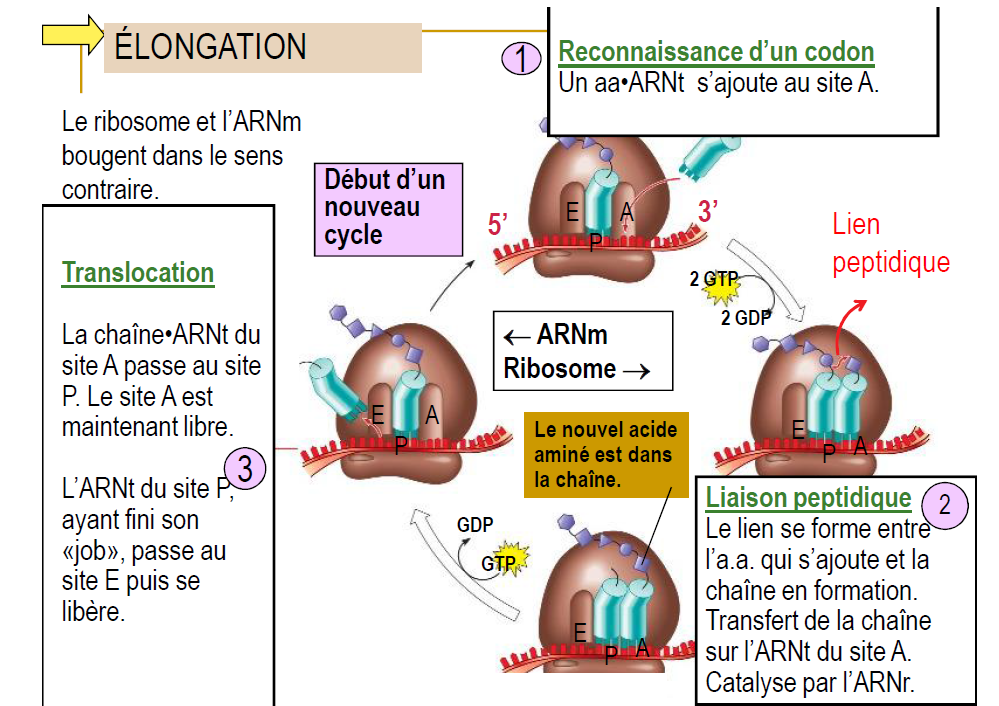 ÉLONGATION
Le ribosome et l’ARNm
bougent dans le sens
contraire.
1
Reconnaissance d’un codon
Un aa•ARNt s’ajoute au site A.
Début d’un
nouveau
cycle
E
P
A
5’
3’
Lien
peptidique
2 GTP
2 GDP
← ARNm
Ribosome →
E
P
A
2
Liaison peptidique
Le lien se forme entre
l’a.a. qui s’ajoute et la
chaîne en formation.
Transfert de la chaîne
sur l’ARNt du site A.
Catalyse par l’ARNr.
Le nouvel acide
aminé est dans
la chaîne.
E
P
A
GDP
GTP
3
Translocation
La chaîne•ARNt du
site A passe au site
P. Le site A est
maintenant libre.
L’ARNt du site P,
ayant fini son
«job», passe au
site E puis se
libère.
E
P
A